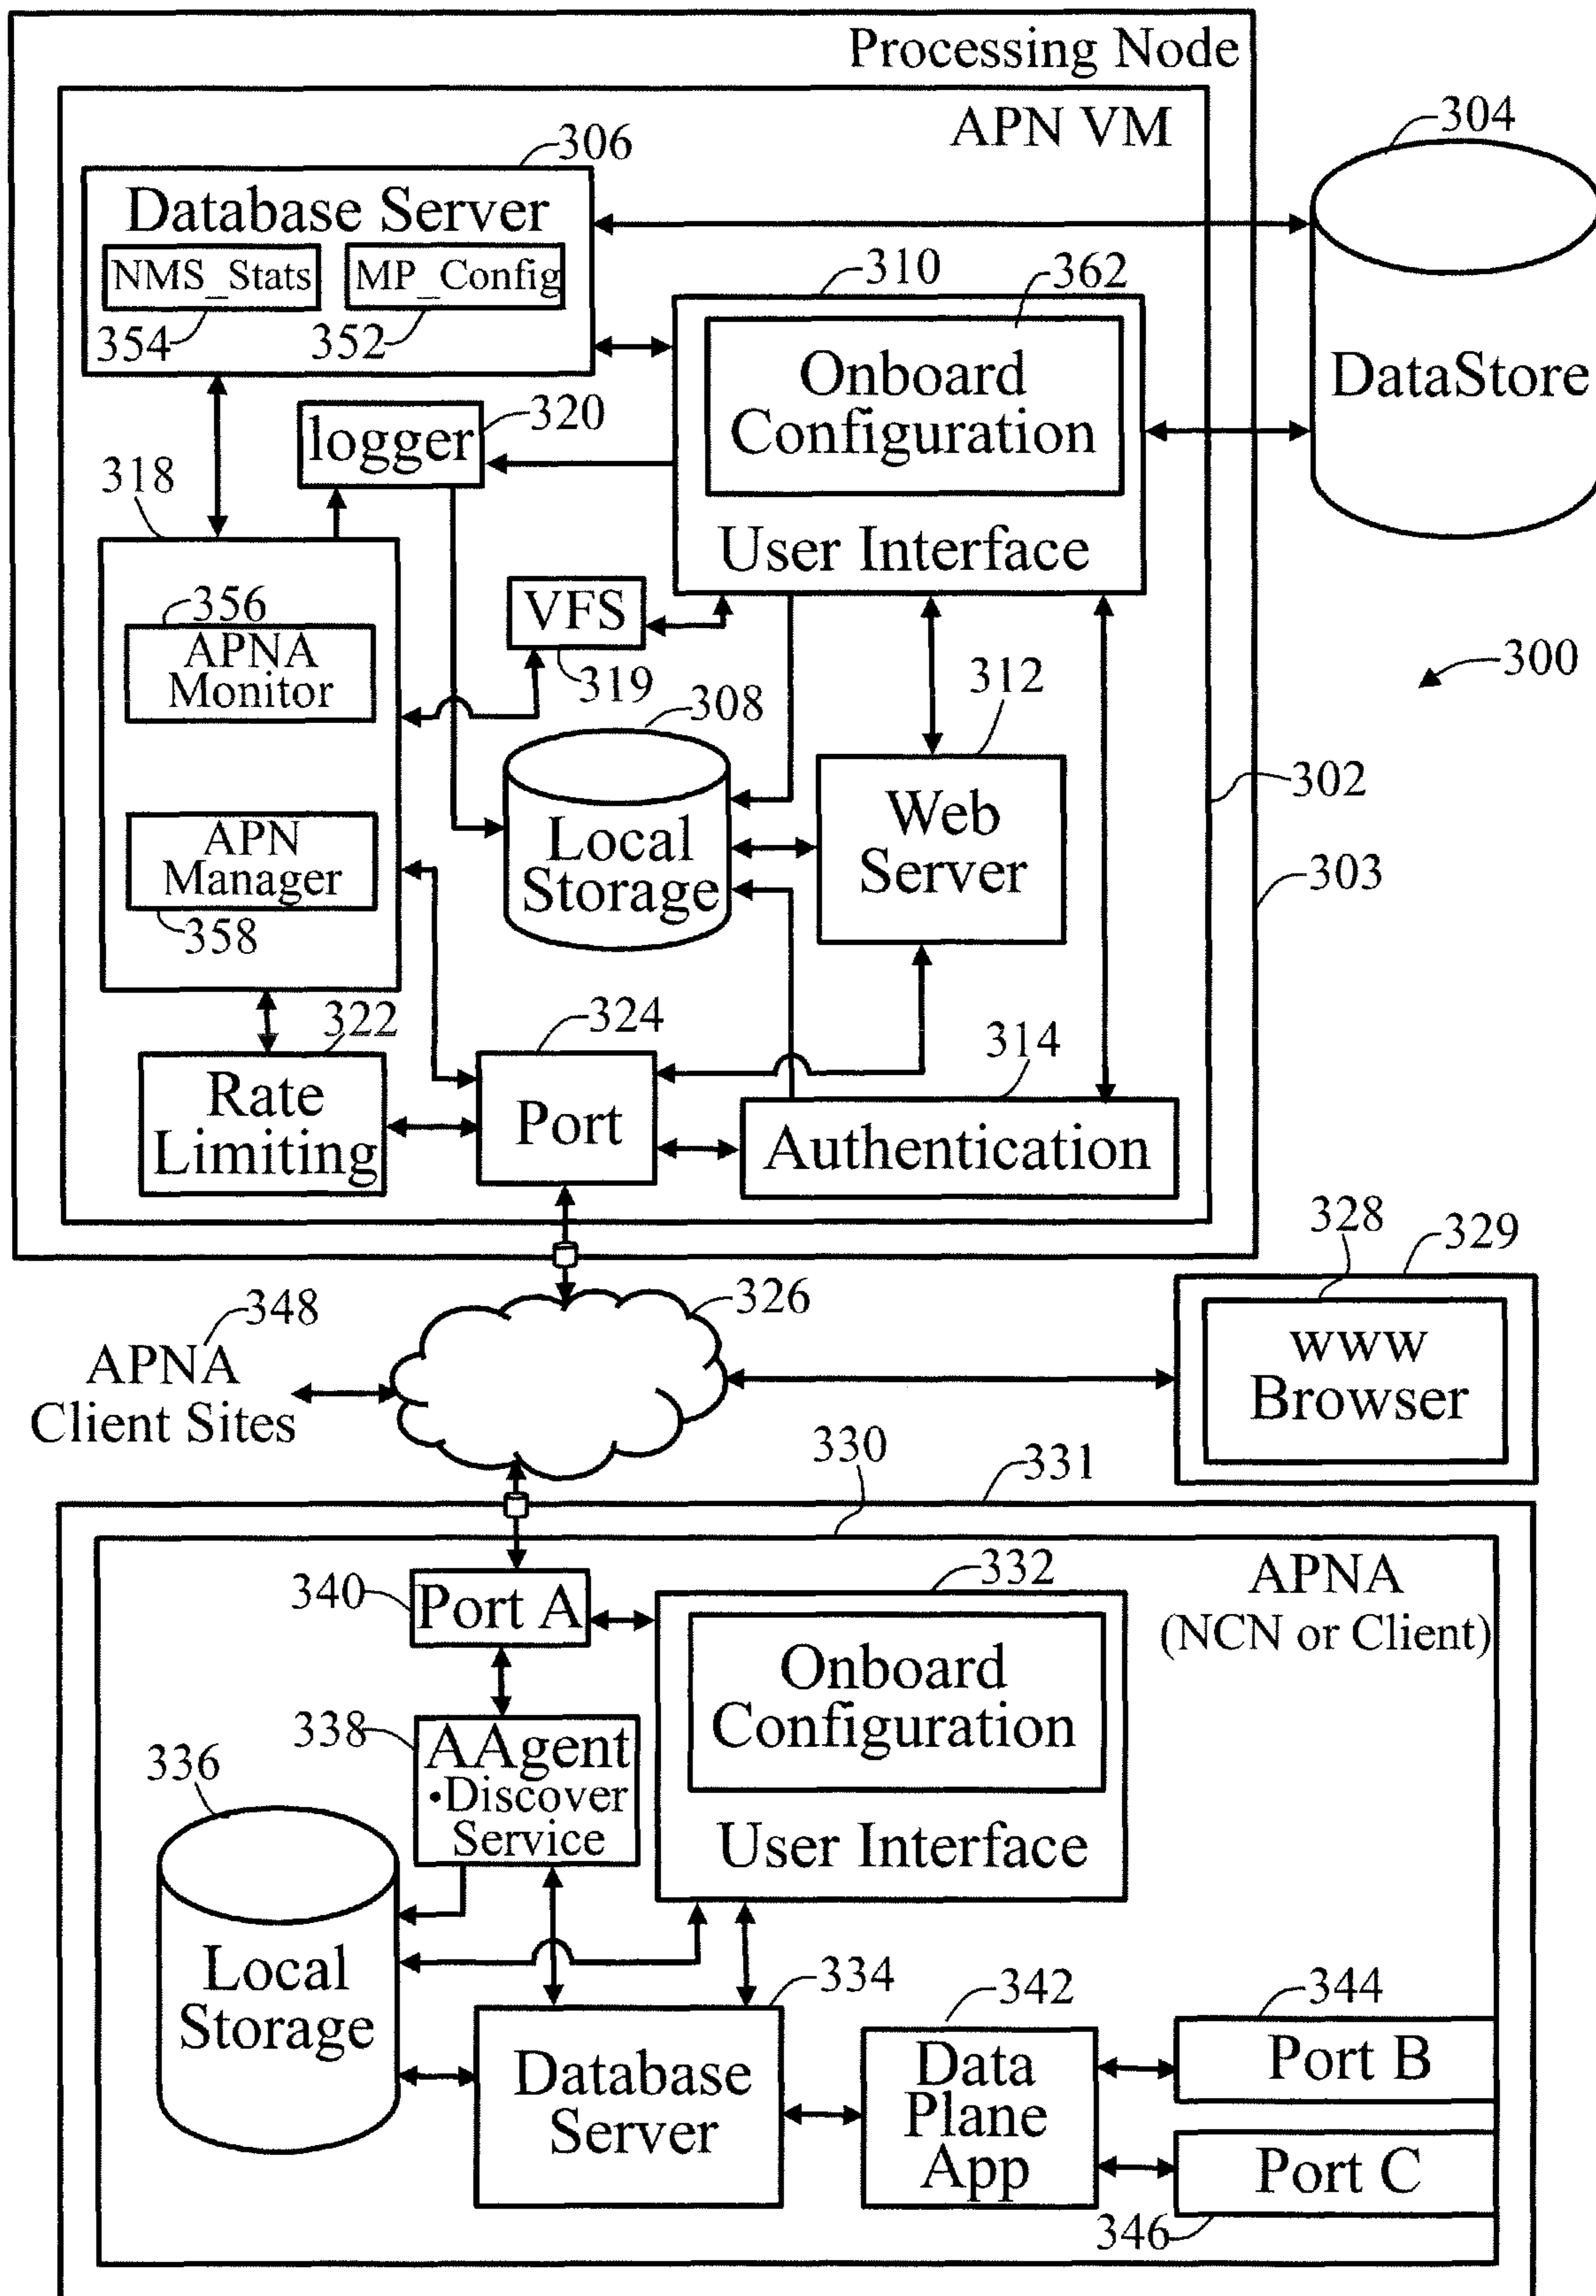 Processing Node
APN VM
304
306
Database Server
NMS_Stats
MP_Config
354
352
310
362
Onboard
Configuration
User Interface
DataStore
320
logger
318
356
APNA
Monitor
VFS
319
300
308
312
Local
Storage
Web
Server
302
303
APN
Manager
358
322
324
314
Rate
Limiting
Port
Authentication
328
329
348
326
APNA
Client Sites
www
Browser
330
331
332
APNA
(NCN or Client)
340
Port A
Onboard
Configuration
User Interface
338
AAgent
•Discover
Service
336
Local
Storage
334
Database
Server
342
Data
Plane
App
344
Port B
Port C
346